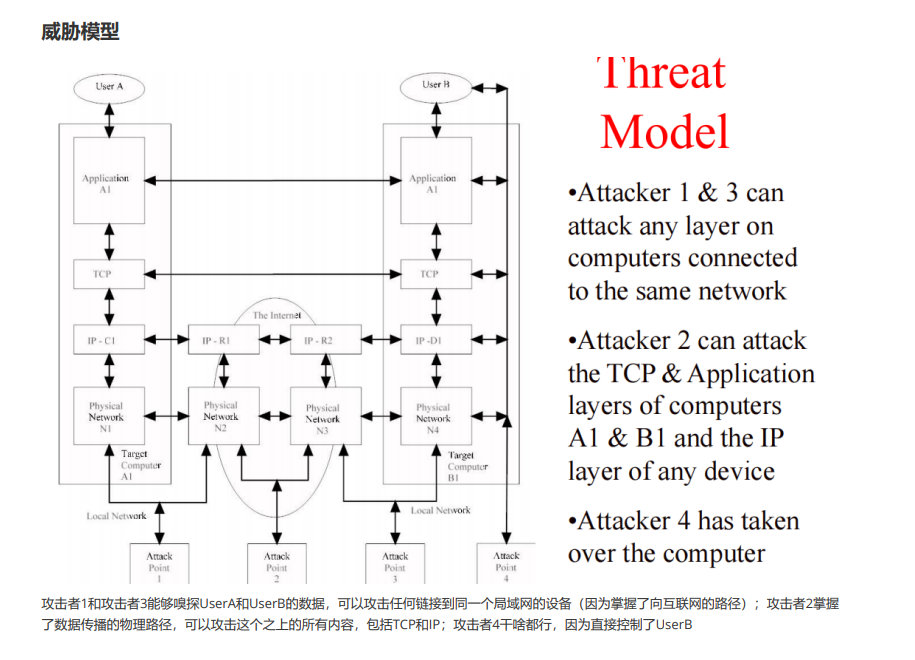 威胁模型
User A
User B
Threat
Model
Application
A1
Application
A1
•Attacker 1 & 3 can
attack any layer on
computers connected
to the same network
TCP
TCP
The Internet
IP - C1
IP - R1
IP - R2
IP -D1
•Attacker 2 can attack
the TCP & Application
layers of computers
A1 & B1 and the IP
layer of any device
Physical
Network
N1
Physical
Network
N2
Physical
Network
N3
Physical
Network
N4
Target
Computer
A1
Target
Computer
B1
Local Network
Local Network
•Attacker 4 has taken
over the computer
Attack
Point
1
Attack
Point
2
Attack
Point
3
Attack
Point
4
攻击者1和攻击者3能够嗅探UserA和UserB的数据，可以攻击任何链接到同一个局域网的设备（因为掌握了向互联网的路径）；攻击者2掌握
了数据传播的物理路径，可以攻击这个之上的所有内容，包括TCP和IP；攻击者4干啥都行，因为直接控制了UserB